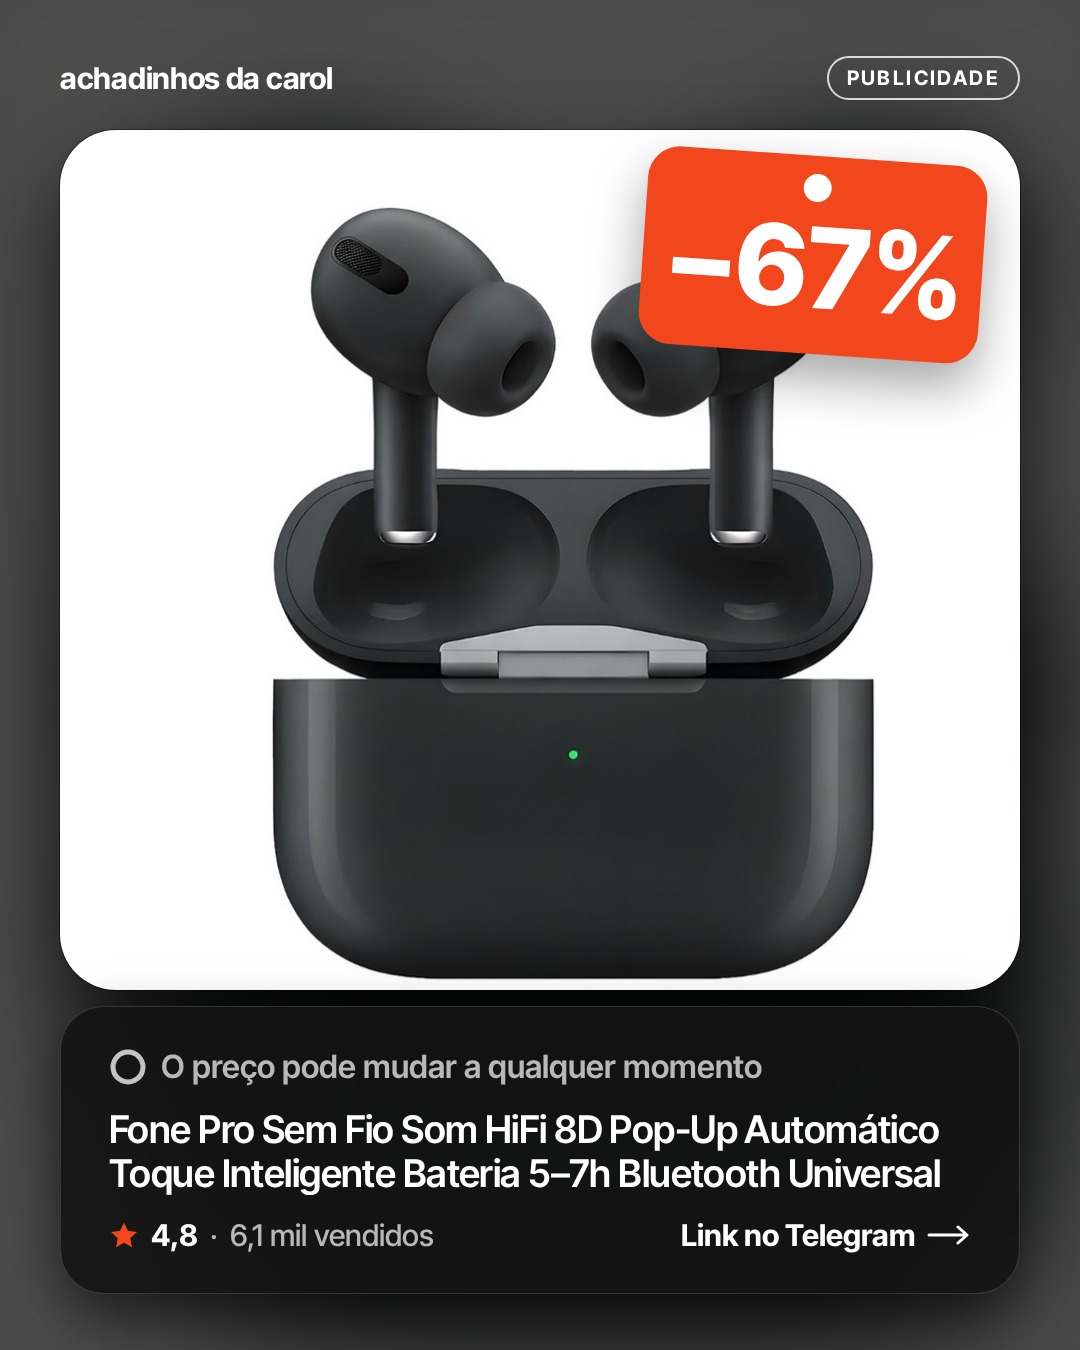 achadinhos da carol
PUBLICIDADE
–67%
O preço pode mudar a qualquer momento
Fone Pro Sem Fio Som HiFi 8D Pop-Up Automático
Toque Inteligente Bateria 5–7h Bluetooth Universal
4,8 · 6,1 mil vendidos
Link no Telegram →